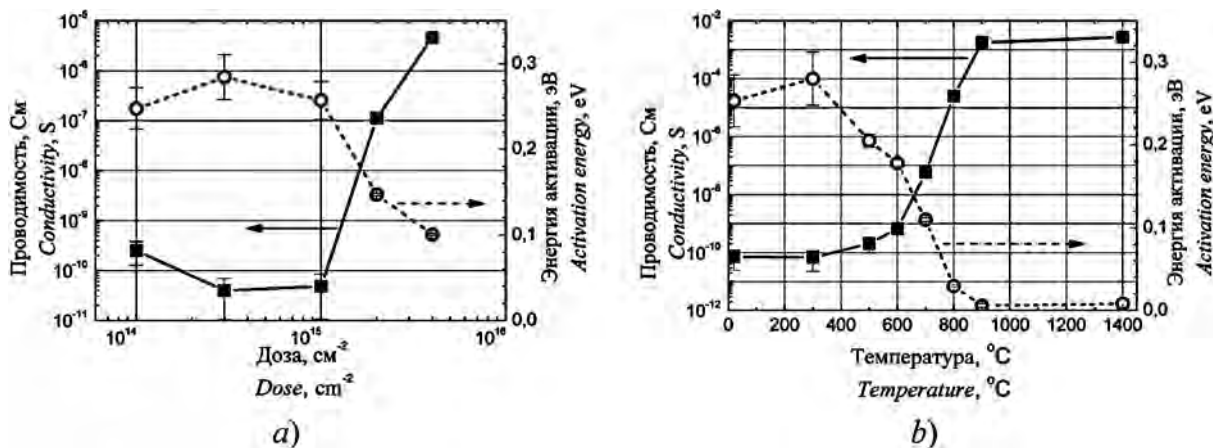 10⁻⁵
10⁻⁶
10⁻⁷
10⁻⁸
10⁻⁹
10⁻¹⁰
10⁻¹¹
Проводимость, См
Conductivity, S
0,3
0,2
0,1
0,0
Энергия активации, эВ
Activation energy, eV
10¹⁴ 10¹⁵ 10¹⁶
Доза, см⁻²
Dose, cm⁻²
a)
10⁻²
10⁻⁴
10⁻⁶
10⁻⁸
10⁻¹⁰
10⁻¹²
Проводимость, См
Conductivity, S
0,3
0,2
0,1
0,0
Энергия активации, эВ
Activation energy, eV
0 200 400 600 800 1000 1200 1400
Температура, °C
Temperature, °C
b)